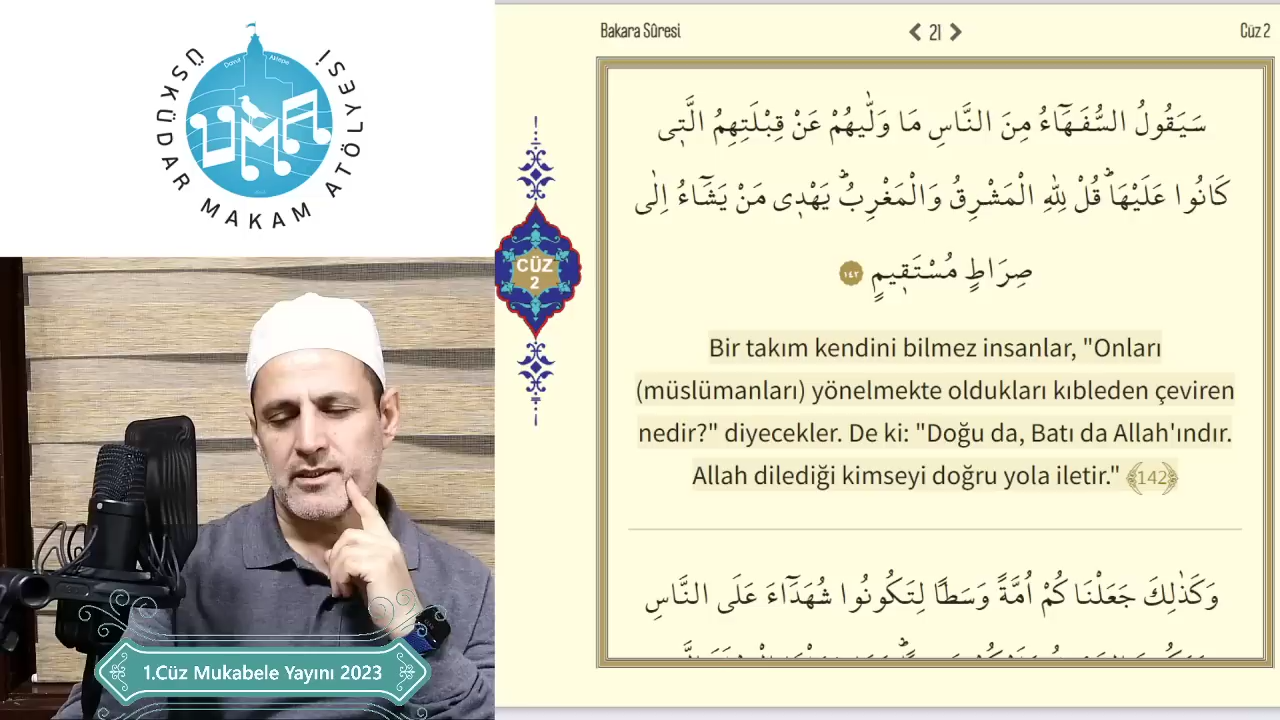 ÜSKÜDAR MAKAM ATÖLYESİ
UMA
1.Cüz Mukabele Yayını 2023
Bakara Sûresi
21
Cüz 2
CÜZ
2
سَيَقُولُ السُّفَهَٓاءُ مِنَ النَّاسِ مَا وَلّٰيهُمْ عَنْ قِبْلَتِهِمُ الَّت۪ى
كَانُوا عَلَيْهَاۜ قُلْ لِلّٰهِ الْمَشْرِقُ وَالْمَغْرِبُۜ يَهْد۪ى مَنْ يَشَٓاءُ اِلٰى
صِرَاطٍ مُسْتَق۪يمٍ ١٤٢
Bir takım kendini bilmez insanlar, "Onları
(müslümanları) yönelmekte oldukları kıbleden çeviren
nedir?" diyecekler. De ki: "Doğu da, Batı da Allah'ındır.
Allah dilediği kimseyi doğru yola iletir." ﴾142﴿
وَكَذٰلِكَ جَعَلْنَا كُمْ اُمَّةً وَسَطًا لِتَكُونُوا شُهَدَٓاءَ عَلَى النَّاسِ